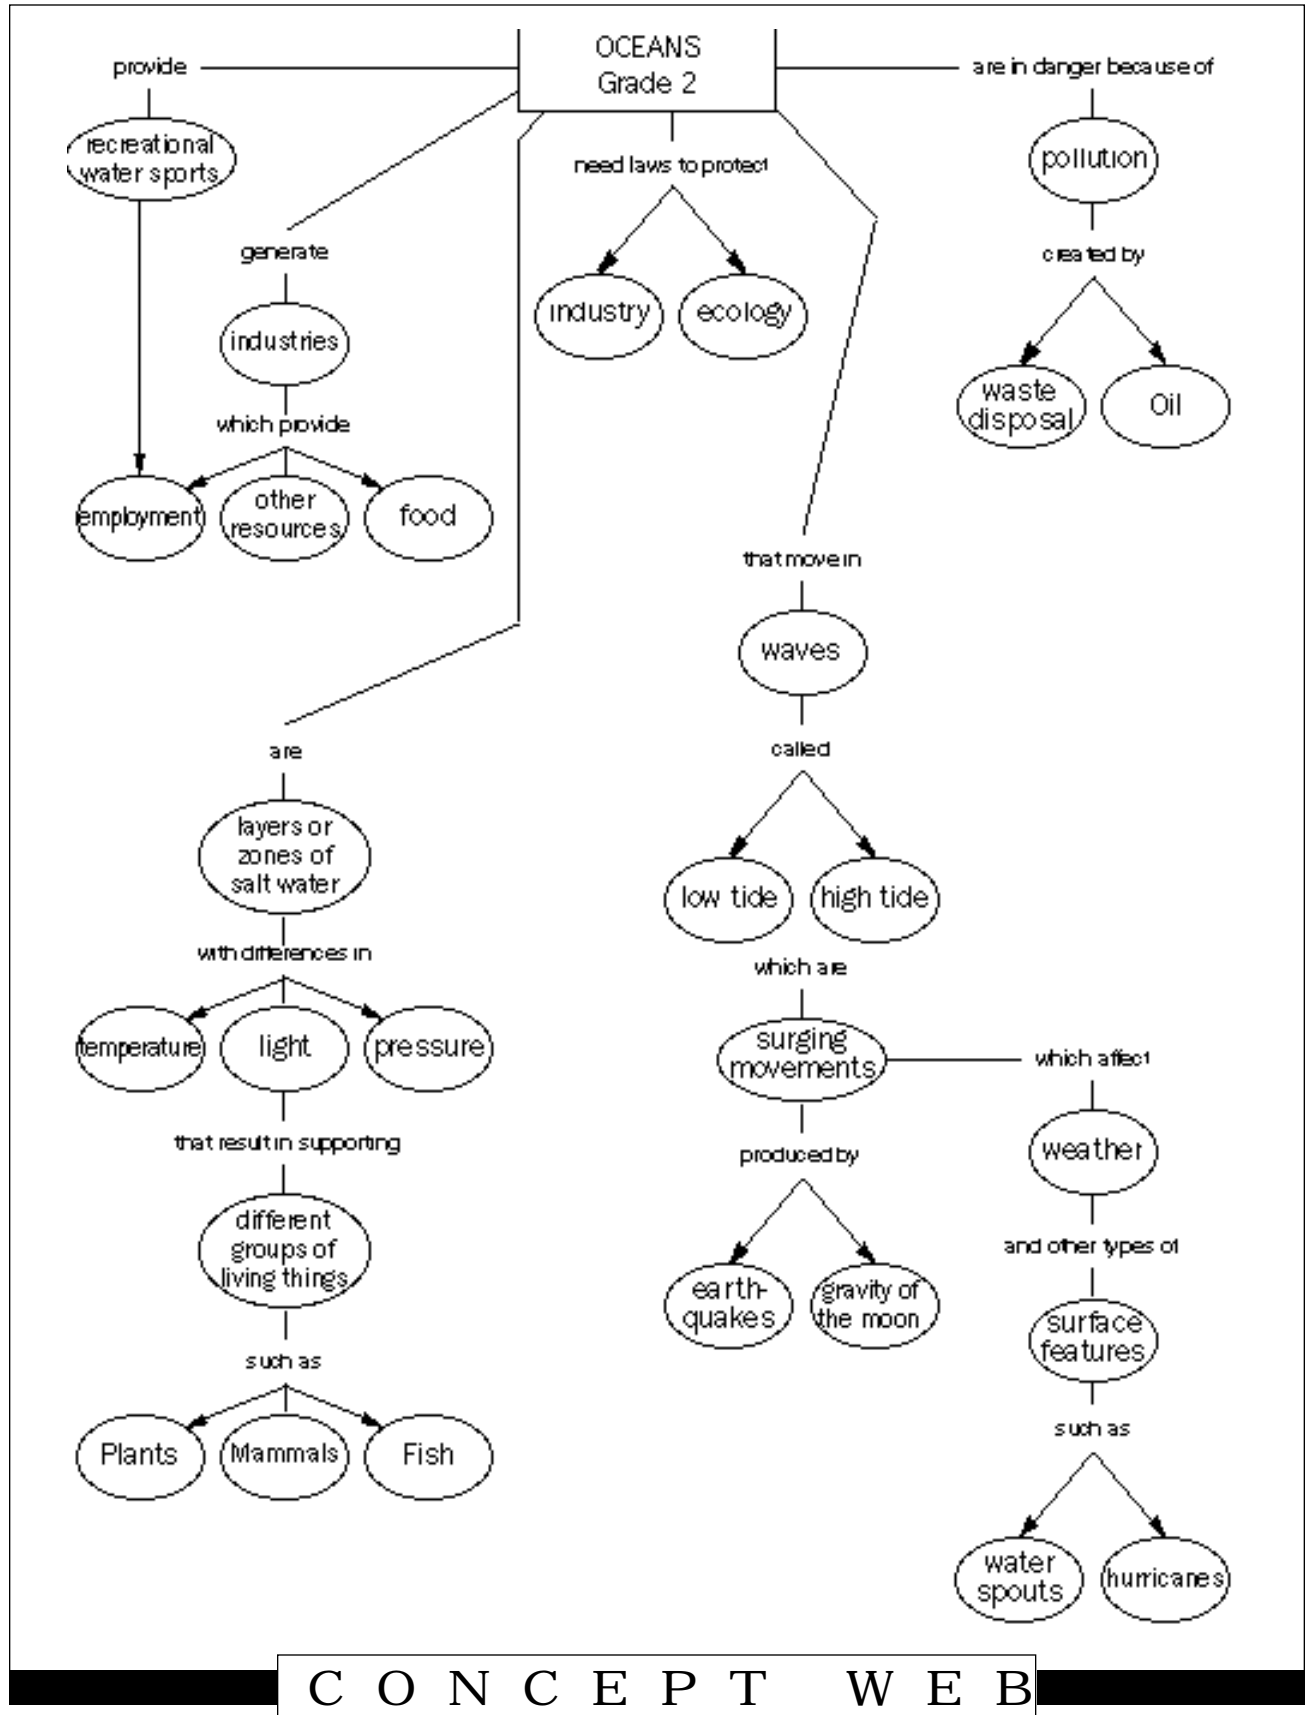 OCEANS
Grade 2
provide
are in danger because of
recreational
water sports
need laws to protect
pollution
generate
created by
industry
ecology
industries
waste
disposal
Oil
which provide
employment
other
resources
food
that move in
waves
are
called
layers or
zones of
salt water
low tide
high tide
with differences in
which are
temperature
light
pressure
surging
movements
which affect
that result in supporting
produced by
weather
different
groups of
living things
and other types of
earth-
quakes
gravity of
the moon
surface
features
such as
such as
Plants
Mammals
Fish
water
spouts
hurricanes
CONCEPT WEB